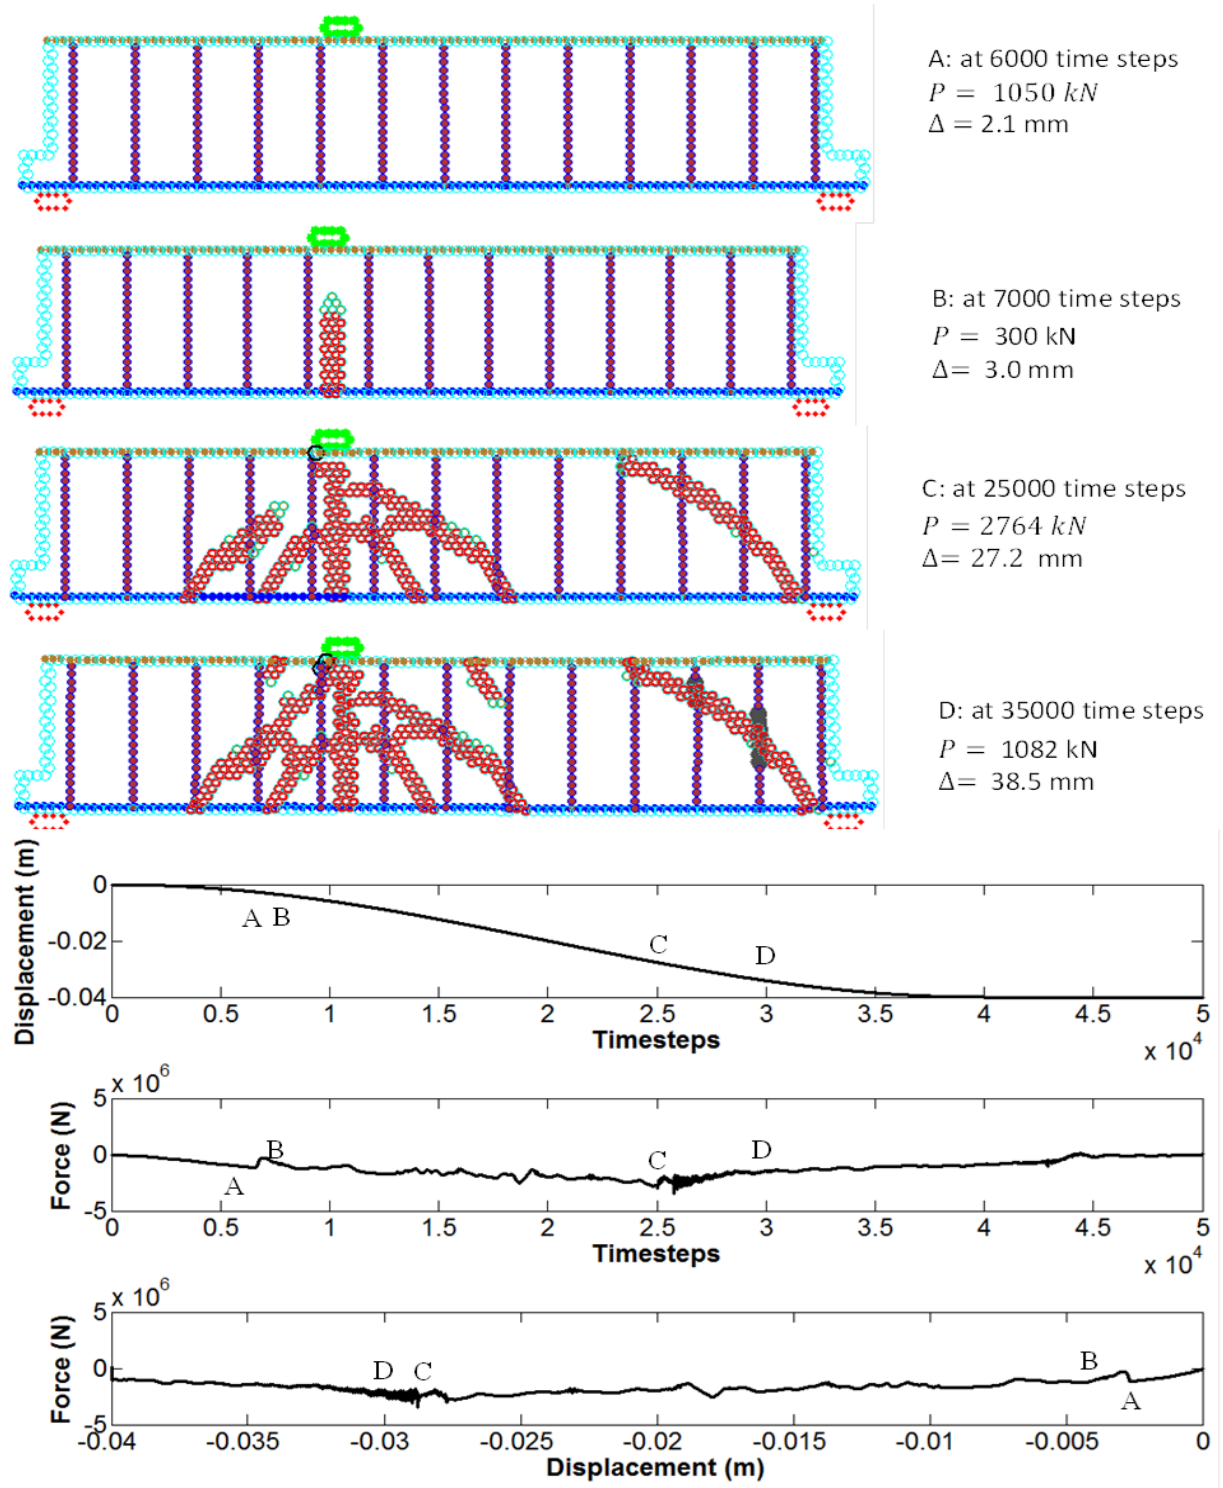 A: at 6000 time steps
P = 1050 kN
Δ = 2.1 mm
B: at 7000 time steps
P = 300 kN
Δ= 3.0 mm
C: at 25000 time steps
P = 2764 kN
Δ= 27.2 mm
D: at 35000 time steps
P = 1082 kN
Δ= 38.5 mm
Displacement (m)
0
-0.02
-0.04
A B
C
D
0 0.5 1 1.5 2 2.5 3 3.5 4 4.5 5
Timesteps
x 10^4
x 10^6
Force (N)
5
0
-5
A
B
C
D
0 0.5 1 1.5 2 2.5 3 3.5 4 4.5 5
Timesteps
x 10^4
x 10^6
Force (N)
5
0
-5
D C
B
A
-0.04 -0.035 -0.03 -0.025 -0.02 -0.015 -0.01 -0.005 0
Displacement (m)